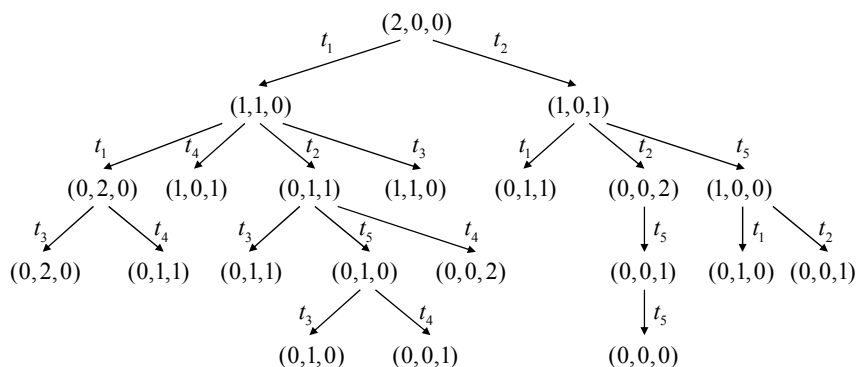 (2,0,0)
t1 t2
(1,1,0) (1,0,1)
t1 t4 t2 t3 t1 t2 t5
(0,2,0) (1,0,1) (0,1,1) (1,1,0) (0,1,1) (0,0,2) (1,0,0)
t3 t4 t3 t5 t4 t5 t1 t2
(0,2,0) (0,1,1) (0,1,1) (0,1,0) (0,0,2) (0,0,1) (0,1,0) (0,0,1)
t3 t4 t5
(0,1,0) (0,0,1) (0,0,0)